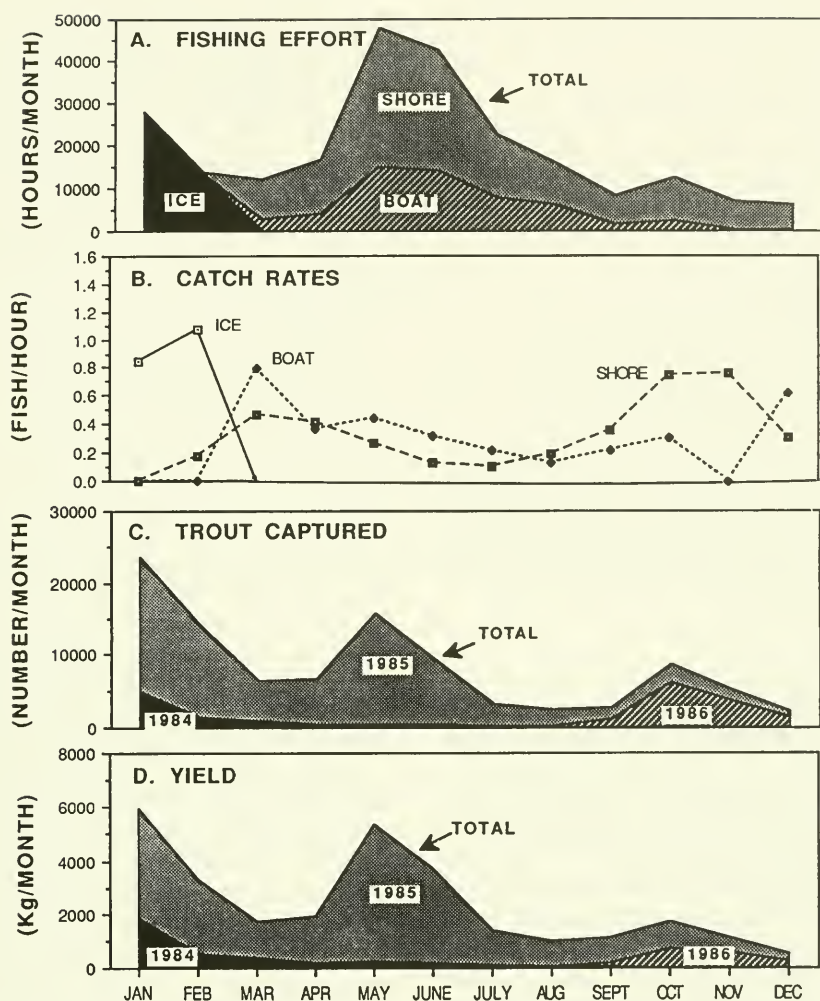 50000
40000
30000
20000
10000
0
(HOURS/MONTH)
A. FISHING EFFORT
TOTAL
SHORE
ICE
BOAT
1.6
1.4
1.2
1.0
0.8
0.6
0.4
0.2
0.0
(FISH/HOUR)
B. CATCH RATES
ICE
BOAT
SHORE
30000
20000
10000
0
(NUMBER/MONTH)
C. TROUT CAPTURED
TOTAL
1985
1984
1986
8000
6000
4000
2000
0
(Kg/MONTH)
D. YIELD
TOTAL
1985
1984
1986
JAN FEB MAR APR MAY JUNE JULY AUG SEPT OCT NOV DEC